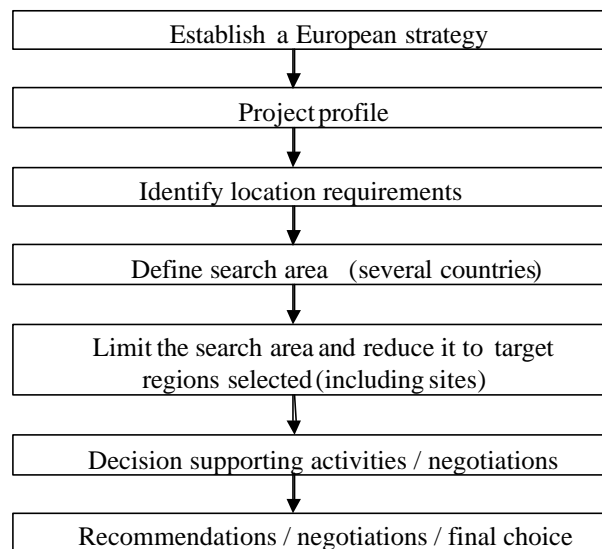 Establish a European strategy
Project profile
Identify location requirements
Define search area (several countries)
Limit the search area and reduce it to target
regions selected (including sites)
Decision supporting activities / negotiations
Recommendations / negotiations / final choice